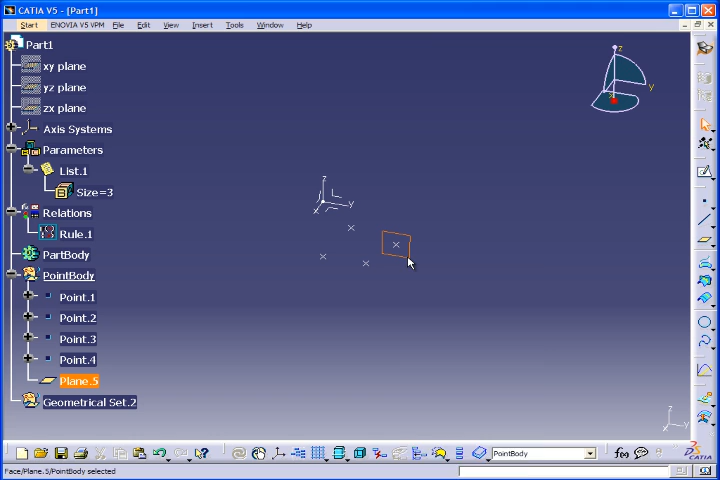 CATIA V5 - [Part1]
Start ENOVIA V5 VPM File Edit View Insert Tools Window Help
Part1
xy plane
yz plane
zx plane
Axis Systems
Parameters
List.1
Size=3
Relations
Rule.1
PartBody
PointBody
Point.1
Point.2
Point.3
Point.4
Plane.5
Geometrical Set.2
z
y
x
z
y
x
z
x
f(x)
PointBody
CATIA
Face/Plane.5/PointBody selected